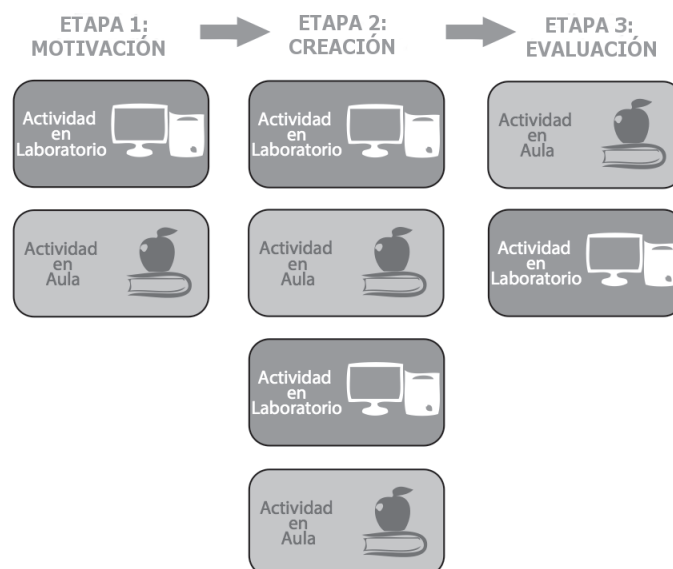 ETAPA 1:
MOTIVACIÓN
ETAPA 2:
CREACIÓN
ETAPA 3:
EVALUACIÓN
Actividad
en
Laboratorio
Actividad
en
Aula
Actividad
en
Laboratorio
Actividad
en
Aula
Actividad
en
Laboratorio
Actividad
en
Aula
Actividad
en
Aula
Actividad
en
Laboratorio